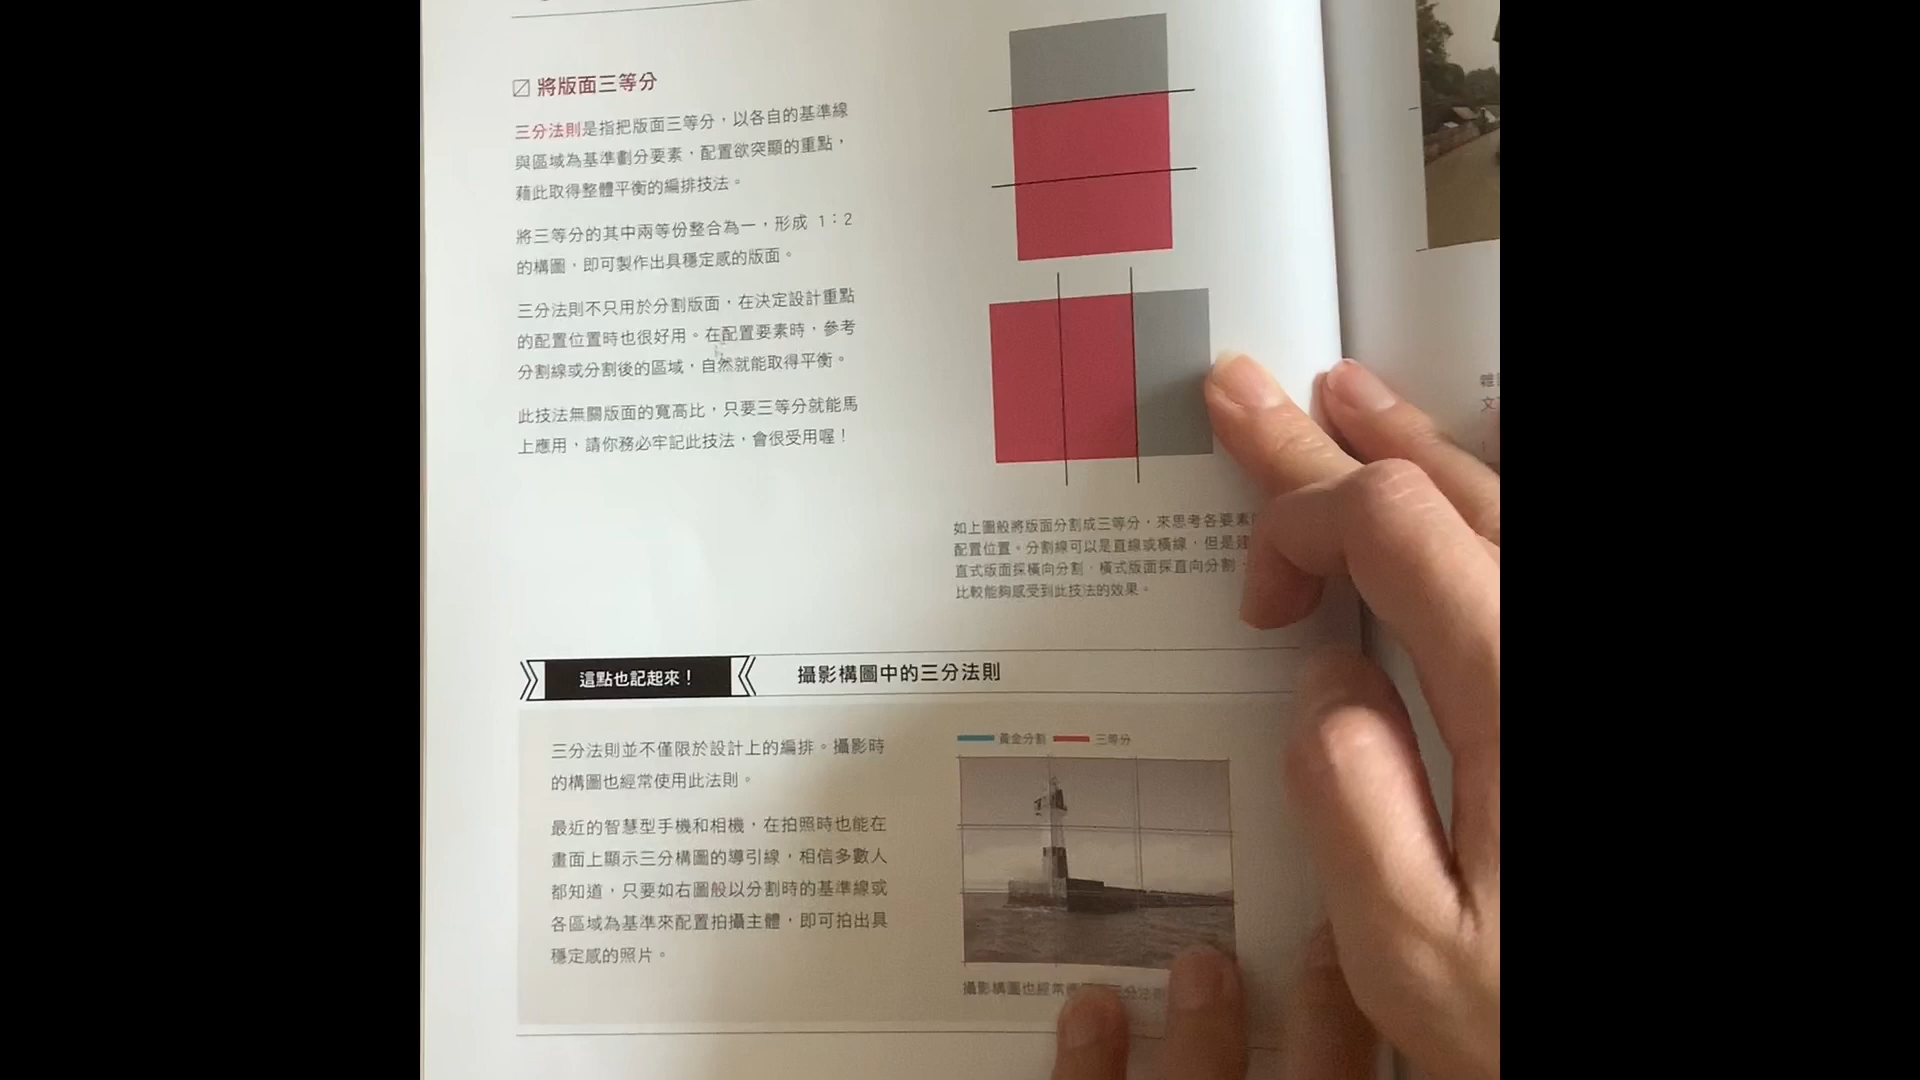 將版面三等分
三分法則是指把版面三等分，以各自的基準線
與區域為基準劃分要素，配置欲突顯的重點，
藉此取得整體平衡的編排技法。
將三等分的其中兩等份整合為一，形成 1：2
的構圖，即可製作出具穩定感的版面。
三分法則不只用於分割版面，在決定設計重點
的配置位置時也很好用。在配置要素時，參考
分割線或分割後的區域，自然就能取得平衡。
此技法無關版面的寬高比，只要三等分就能馬
上應用，請你務必牢記此技法，會很受用喔！
如上圖般將版面分割成三等分，來思考各要素
配置位置。分割線可以是直線或橫線，但是建
直式版面採橫向分割，橫式版面採直向分割，
比較能夠感受到此技法的效果。
這點也記起來！
攝影構圖中的三分法則
三分法則並不僅限於設計上的編排。攝影時
的構圖也經常使用此法則。
最近的智慧型手機和相機，在拍照時也能在
畫面上顯示三分構圖的導引線，相信多數人
都知道，只要如右圖般以分割時的基準線或
各區域為基準來配置拍攝主體，即可拍出具
穩定感的照片。
黃金分割 三等分
攝影構圖也經常 三分法則
雜
文